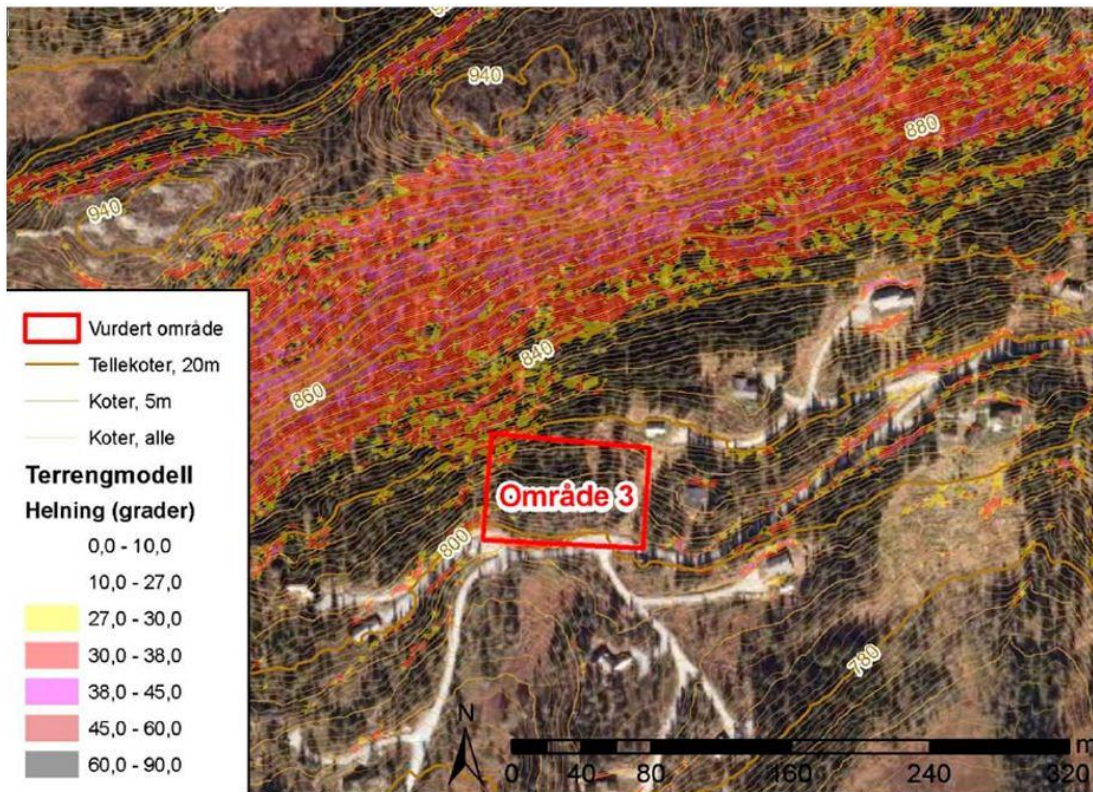 940
940
880
840
860
Område 3
800
780
Vurdert område
Tellekoter, 20m
Koter, 5m
Koter, alle
Terrengmodell
Helning (grader)
0,0 - 10,0
10,0 - 27,0
27,0 - 30,0
30,0 - 38,0
38,0 - 45,0
45,0 - 60,0
60,0 - 90,0
N
m
0 40 80 160 240 320